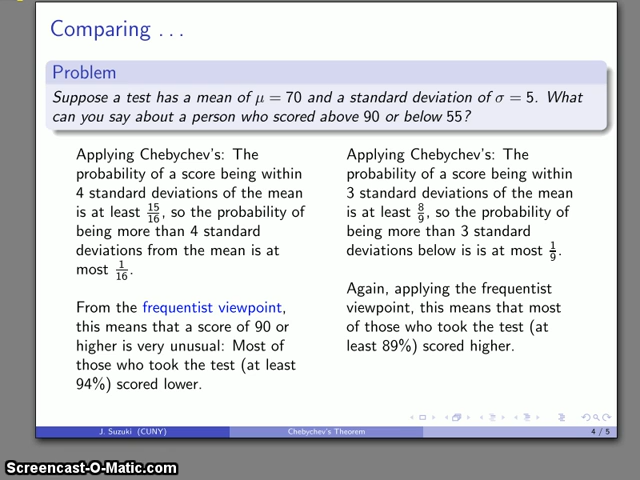 Comparing . . .
Problem
Suppose a test has a mean of μ = 70 and a standard deviation of σ = 5. What
can you say about a person who scored above 90 or below 55?
Applying Chebychev's: The
probability of a score being within
4 standard deviations of the mean
is at least 15/16, so the probability of
being more than 4 standard
deviations from the mean is at
most 1/16.
From the frequentist viewpoint,
this means that a score of 90 or
higher is very unusual: Most of
those who took the test (at least
94%) scored lower.
Applying Chebychev's: The
probability of a score being within
3 standard deviations of the mean
is at least 8/9, so the probability of
being more than 3 standard
deviations below is is at most 1/9.
Again, applying the frequentist
viewpoint, this means that most
of those who took the test (at
least 89%) scored higher.
J. Suzuki (CUNY)
Chebychev's Theorem
4 / 5
Screencast-O-Matic.com